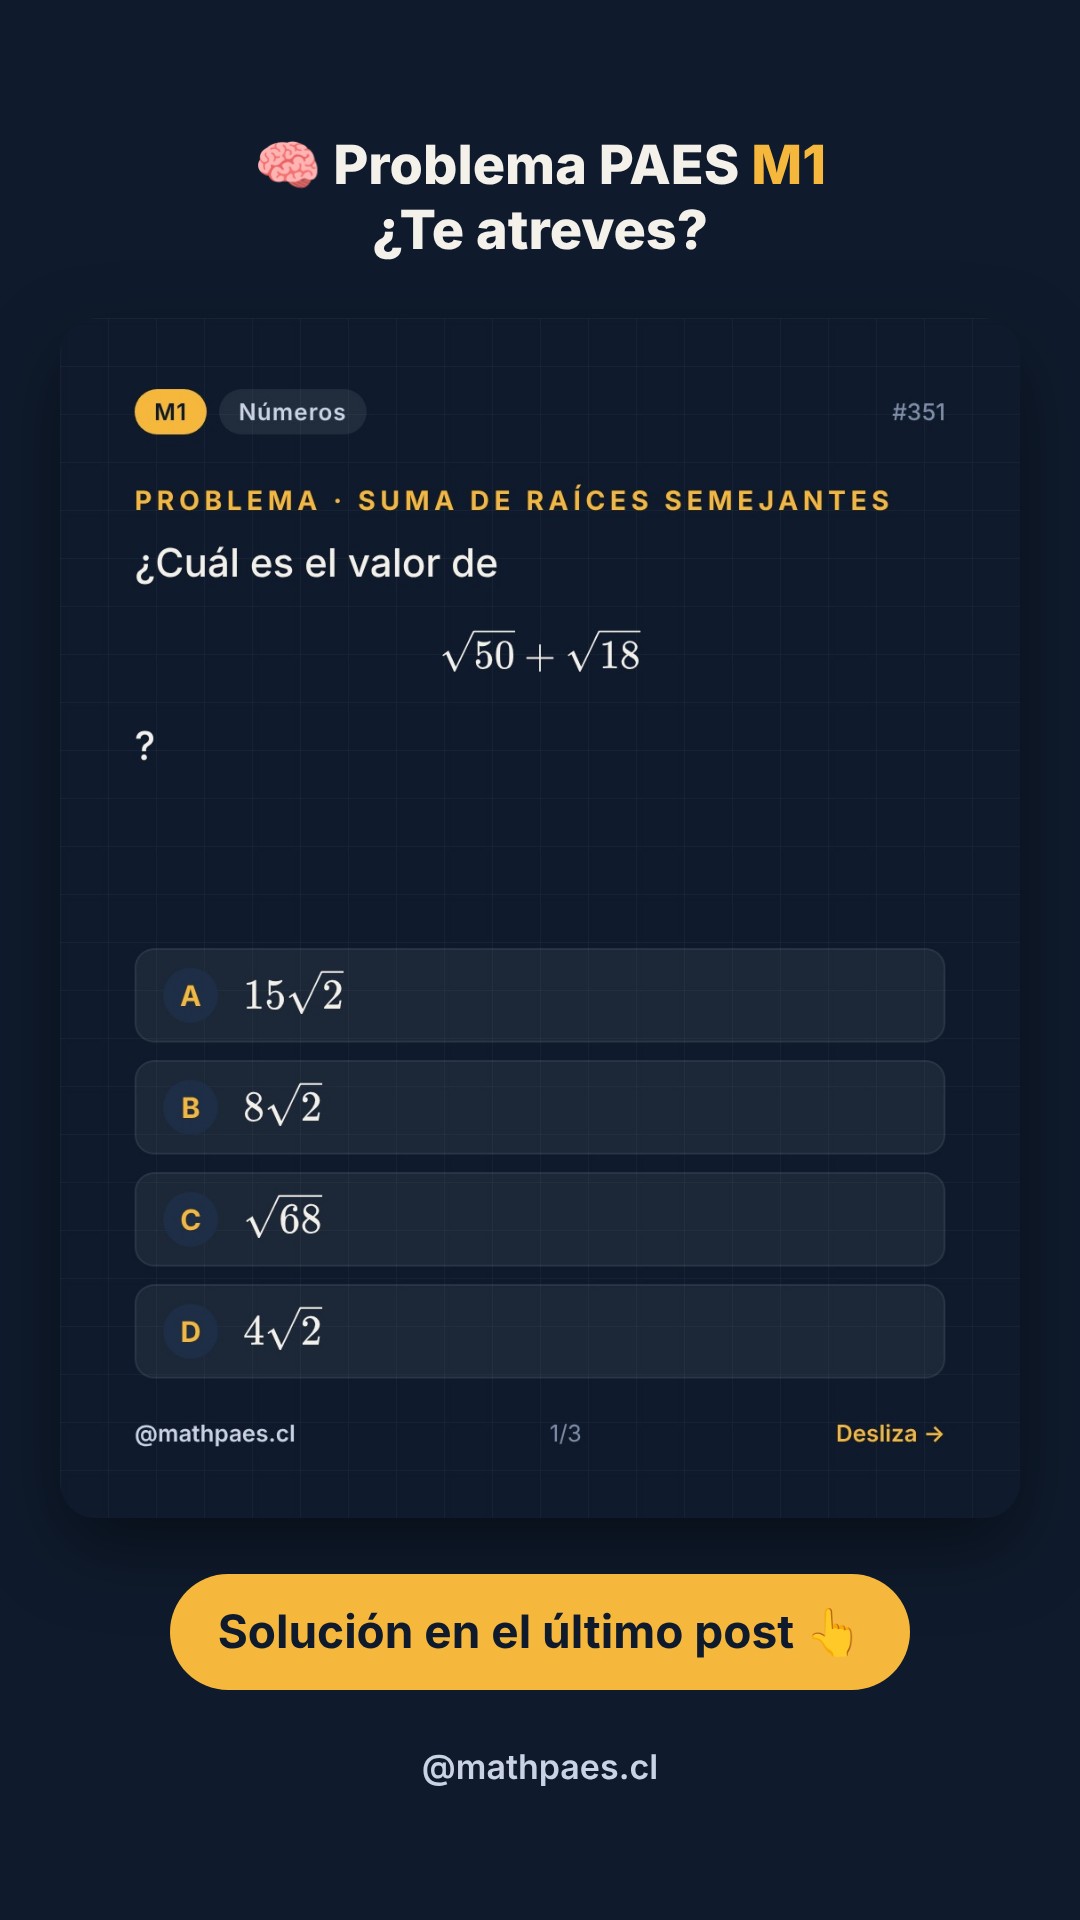 🧠 Problema PAES M1
¿Te atreves?
M1 Números #351
PROBLEMA · SUMA DE RAÍCES SEMEJANTES
¿Cuál es el valor de
√50 + √18
?
A 15√2
B 8√2
C √68
D 4√2
@mathpaes.cl 1/3 Desliza →
Solución en el último post 👆
@mathpaes.cl